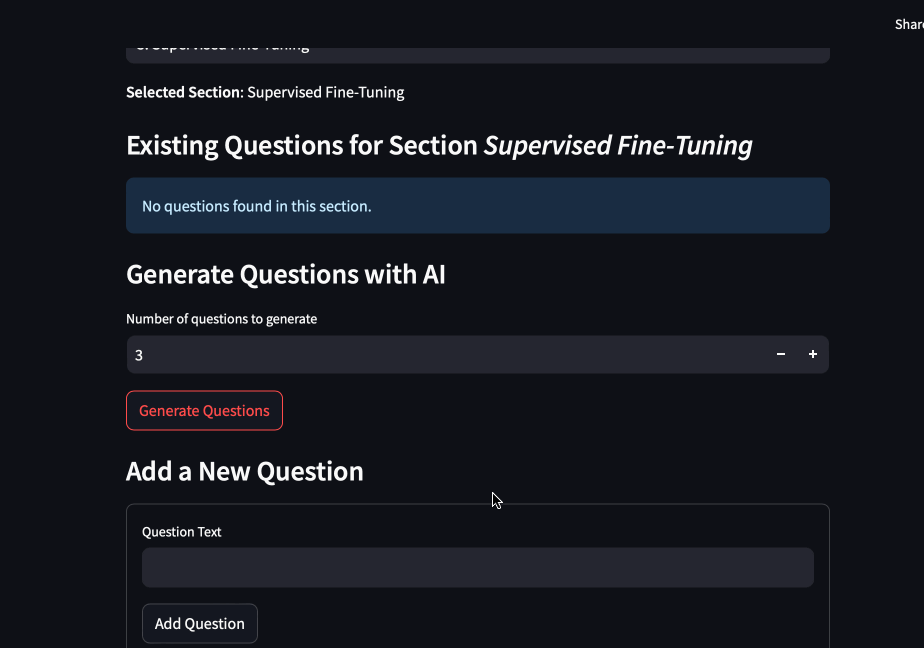 Share
Supervised Fine-Tuning
Selected Section: Supervised Fine-Tuning
Existing Questions for Section Supervised Fine-Tuning
No questions found in this section.
Generate Questions with AI
Number of questions to generate
3
Generate Questions
Add a New Question
Question Text
Add Question